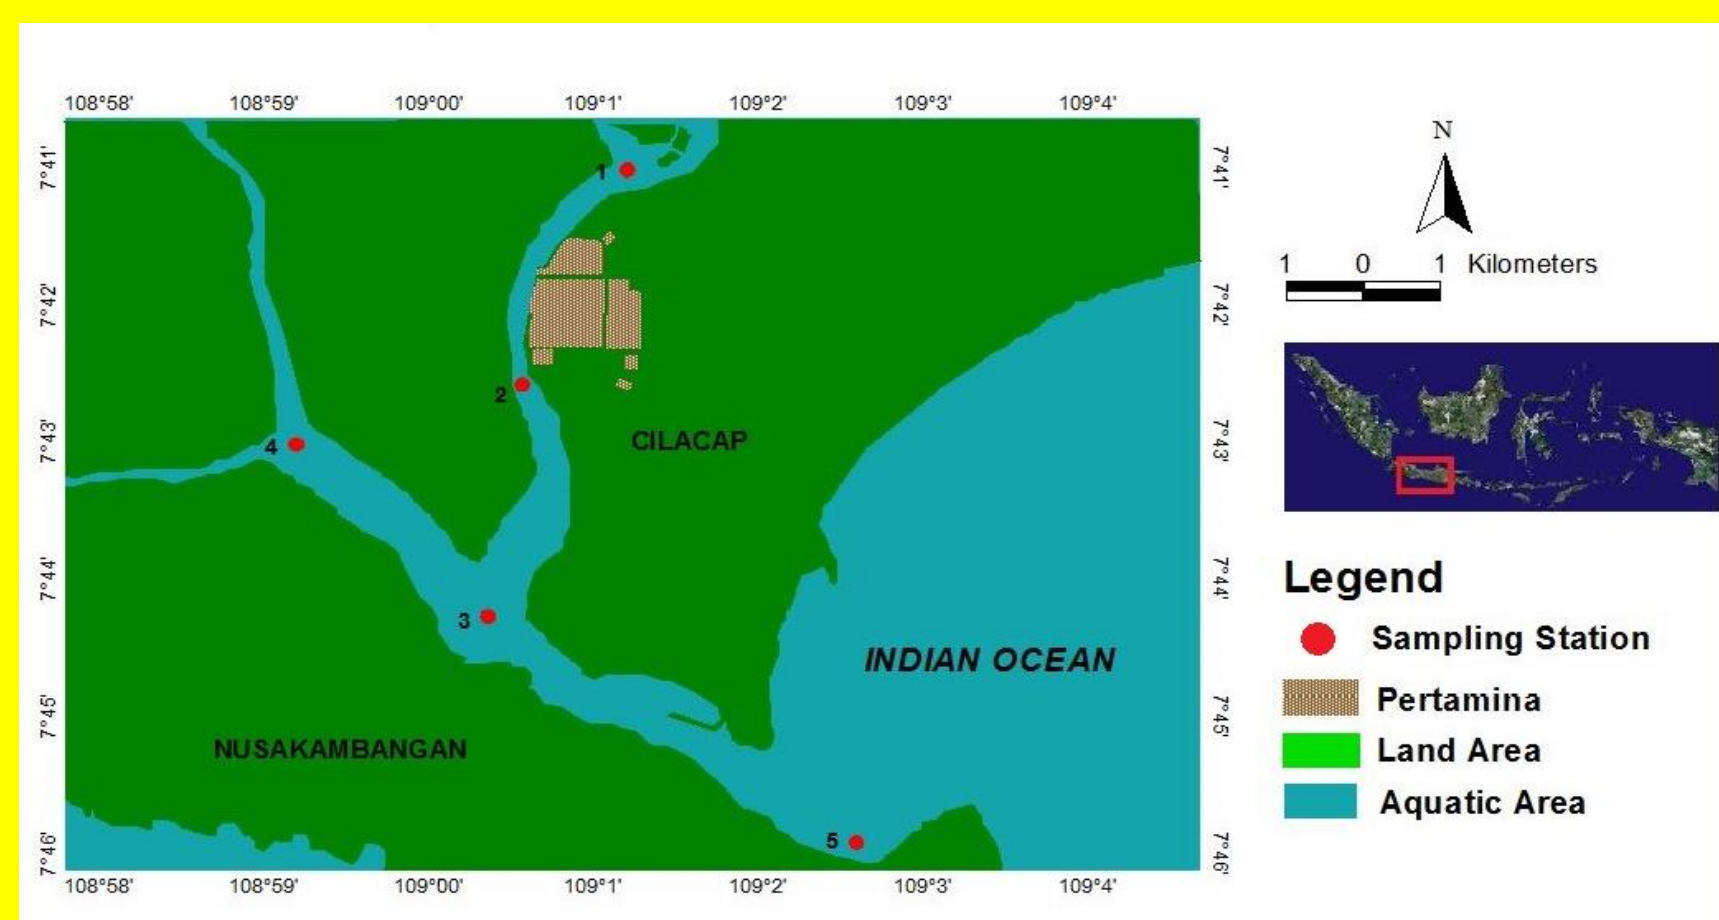 108°58' 108°59' 109°00' 109°1' 109°2' 109°3' 109°4'
7°41' 7°41'
1
7°42' 7°42'
2
7°43' 7°43'
4
CILACAP
7°44' 7°44'
3
INDIAN OCEAN
7°45' 7°45'
NUSAKAMBANGAN
5
7°46' 7°46'
108°58' 108°59' 109°00' 109°1' 109°2' 109°3' 109°4'
N
1 0 1 Kilometers
Legend
Sampling Station
Pertamina
Land Area
Aquatic Area